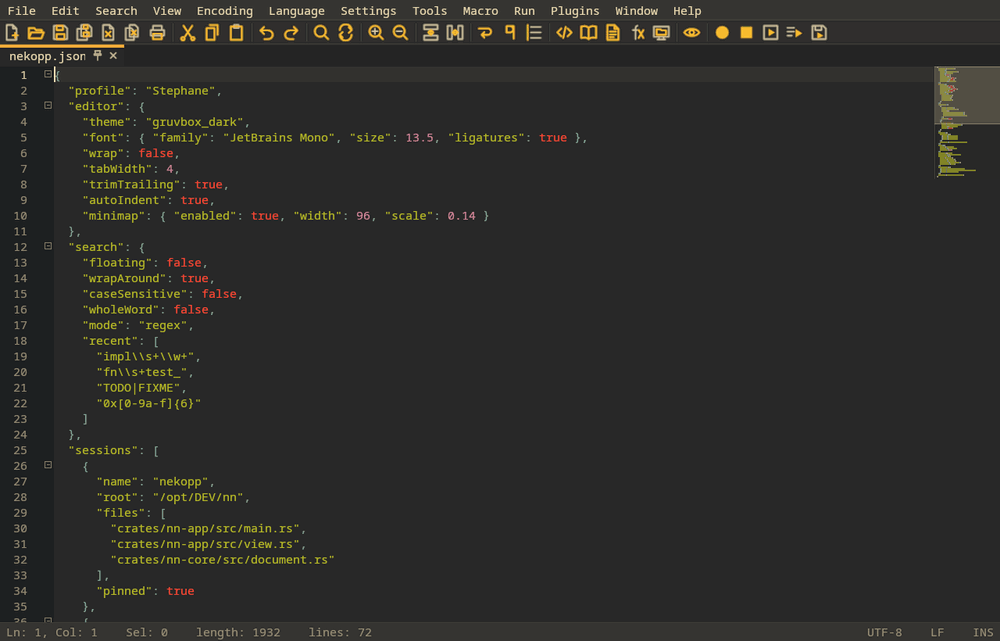 File Edit Search View Encoding Language Settings Tools Macro Run Plugins Window Help
nekopp.json
1 {
2 "profile": "Stephane",
3 "editor": {
4 "theme": "gruvbox_dark",
5 "font": { "family": "JetBrains Mono", "size": 13.5, "ligatures": true },
6 "wrap": false,
7 "tabWidth": 4,
8 "trimTrailing": true,
9 "autoIndent": true,
10 "minimap": { "enabled": true, "width": 96, "scale": 0.14 }
11 },
12 "search": {
13 "floating": false,
14 "wrapAround": true,
15 "caseSensitive": false,
16 "wholeWord": false,
17 "mode": "regex",
18 "recent": [
19 "impl\\s+\\w+",
20 "fn\\s+test_",
21 "TODO|FIXME",
22 "0x[0-9a-f]{6}"
23 ]
24 },
25 "sessions": [
26 {
27 "name": "nekopp",
28 "root": "/opt/DEV/nn",
29 "files": [
30 "crates/nn-app/src/main.rs",
31 "crates/nn-app/src/view.rs",
32 "crates/nn-core/src/document.rs"
33 ],
34 "pinned": true
35 },
Ln: 1, Col: 1 Sel: 0 length: 1932 lines: 72 UTF-8 LF INS